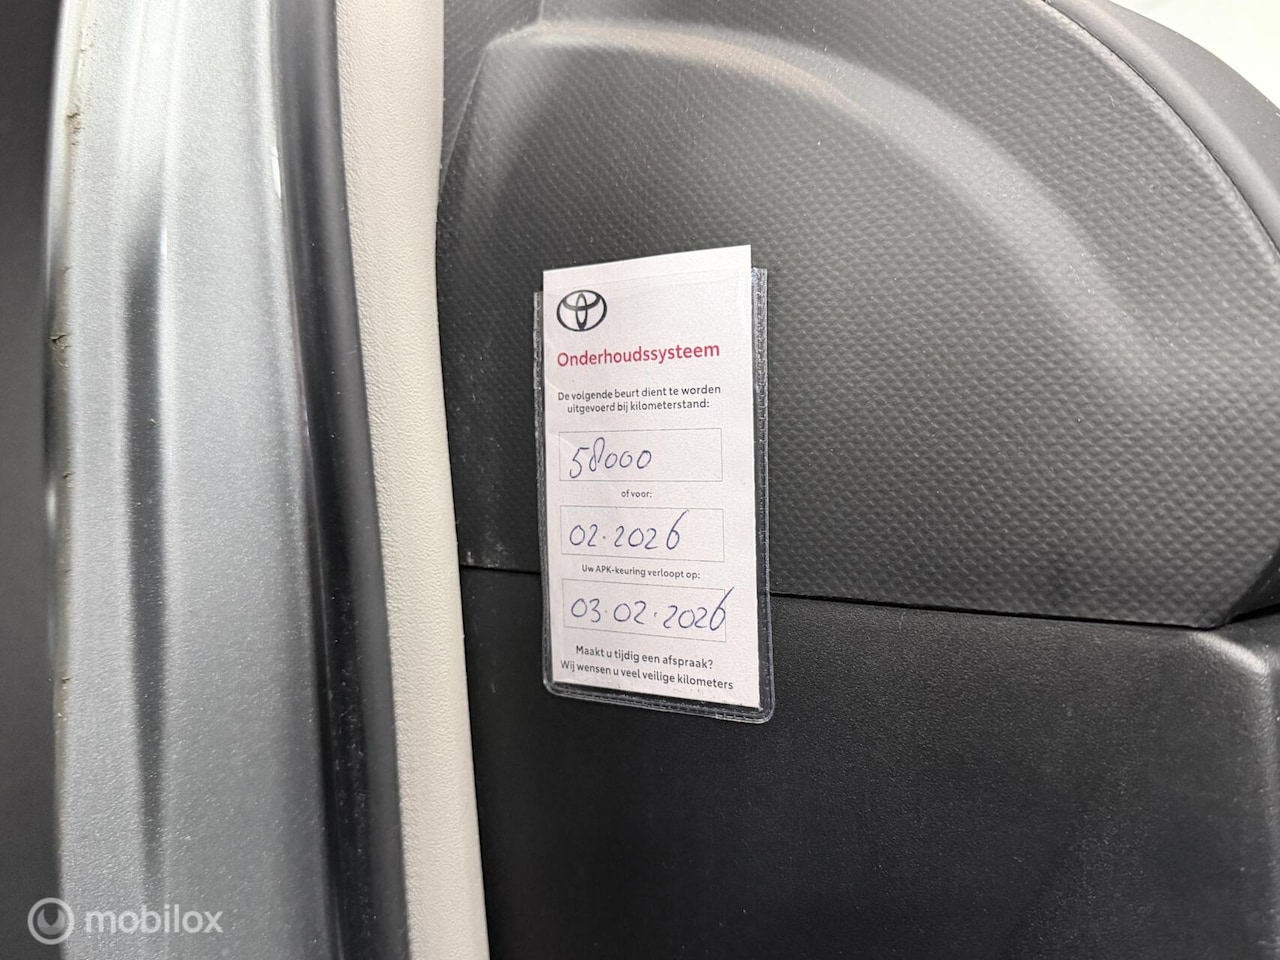 Onderhoudssysteem
De volgende beurt dient te worden
uitgevoerd bij kilometerstand:
58000
of voor:
02.2026
Uw APK-keuring verloopt op:
03.02.2026
Maakt u tijdig een afspraak?
Wij wensen u veel veilige kilometers
mobilox